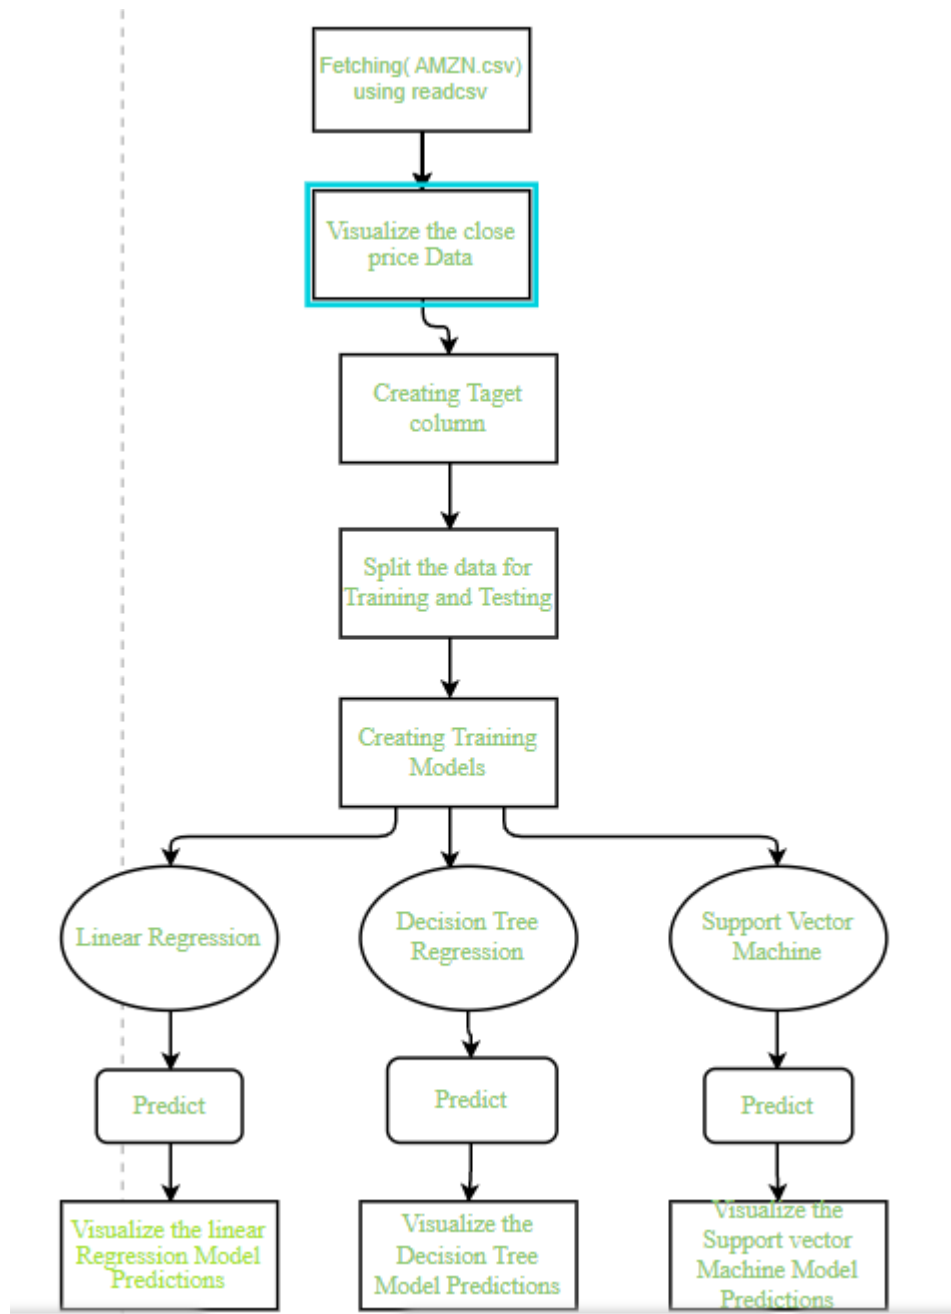 Fetching( AMZN.csv)
using readcsv
Visualize the close
price Data
Creating Taget
column
Split the data for
Training and Testing
Creating Training
Models
Linear Regression
Decision Tree
Regression
Support Vector
Machine
Predict
Predict
Predict
Visualize the linear
Regression Model
Predictions
Visualize the
Decision Tree
Model Predictions
Visualize the
Support vector
Machine Model
Predictions